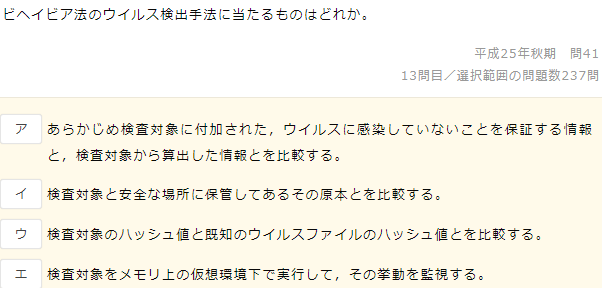 ビヘイビア法のウイルス検出手法に当たるものはどれか。
平成25年秋期　問41
13問目／選択範囲の問題数237問
ア あらかじめ検査対象に付加された，ウイルスに感染していないことを保証する情報
と，検査対象から算出した情報とを比較する。
イ 検査対象と安全な場所に保管してあるその原本とを比較する。
ウ 検査対象のハッシュ値と既知のウイルスファイルのハッシュ値とを比較する。
エ 検査対象をメモリ上の仮想環境下で実行して，その挙動を監視する。